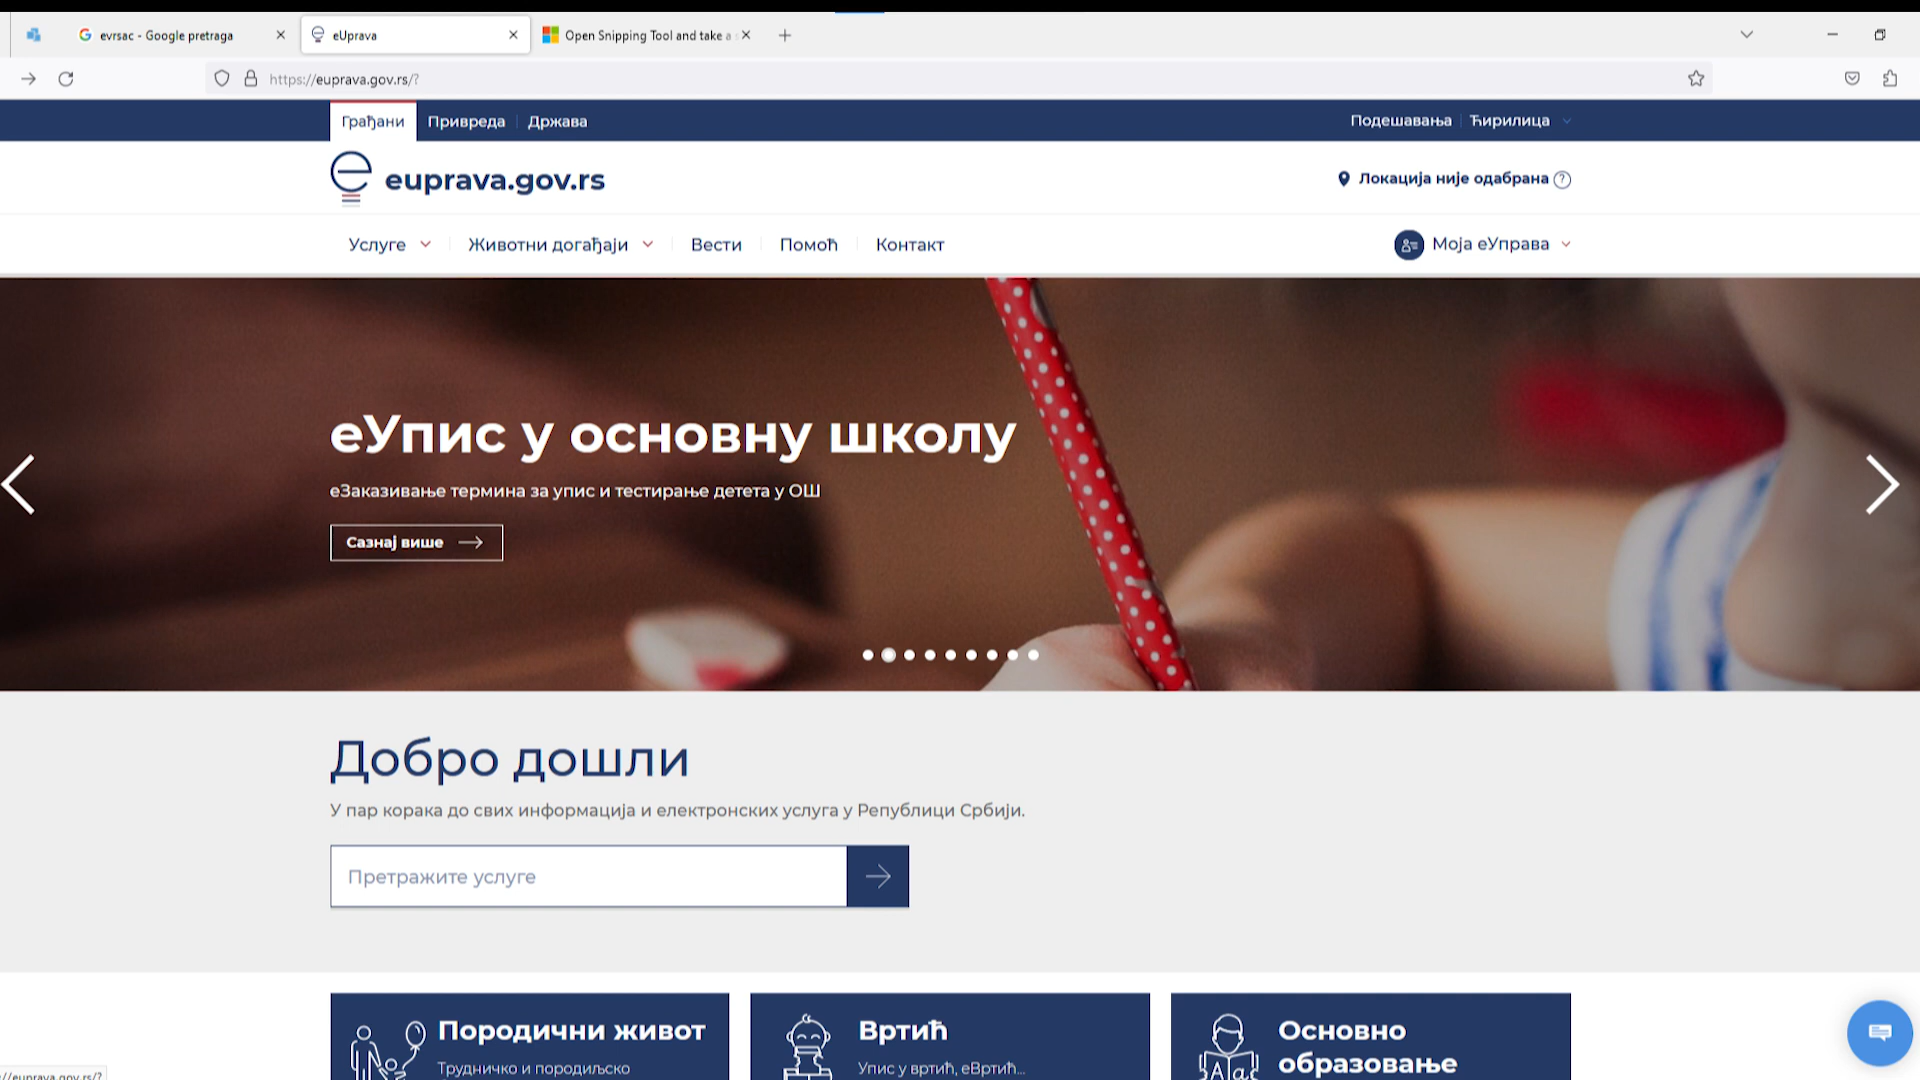 evrsac - Google pretraga
eUprava
Open Snipping Tool and take a
https://euprava.gov.rs/?
Грађани
Привреда
Држава
Подешавања
Ћирилица
euprava.gov.rs
Локација није одабрана
Услуге
Животни догађаји
Вести
Помоћ
Контакт
Моја еУправа
еУпис у основну школу
еЗаказивање термина за упис и тестирање детета у ОШ
Сазнај више
Добро дошли
У пар корака до свих информација и електронских услуга у Републици Србији.
Претражите услуге
Породични живот
Трудничко и породиљско
Вртић
Упис у вртић, еВртић...
Основно
образовање
//euprava.gov.rs/?